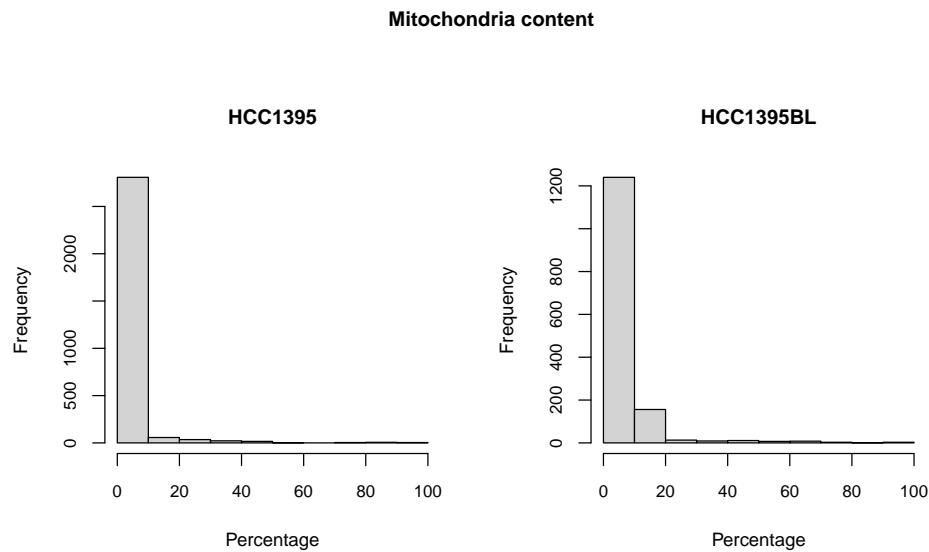 Mitochondria content
HCC1395
Frequency
0 500 1000 2000
0 20 40 60 80 100
Percentage
HCC1395BL
Frequency
0 200 400 600 800 1200
0 20 40 60 80 100
Percentage